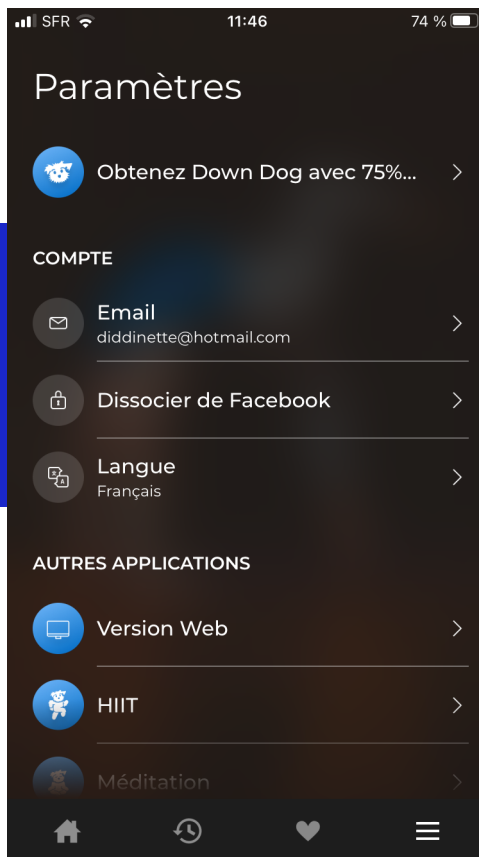 SFR 11:46 74 %
Paramètres
Obtenez Down Dog avec 75%...
COMPTE
Email
diddinette@hotmail.com
Dissocier de Facebook
Langue
Français
AUTRES APPLICATIONS
Version Web
HIIT
Méditation